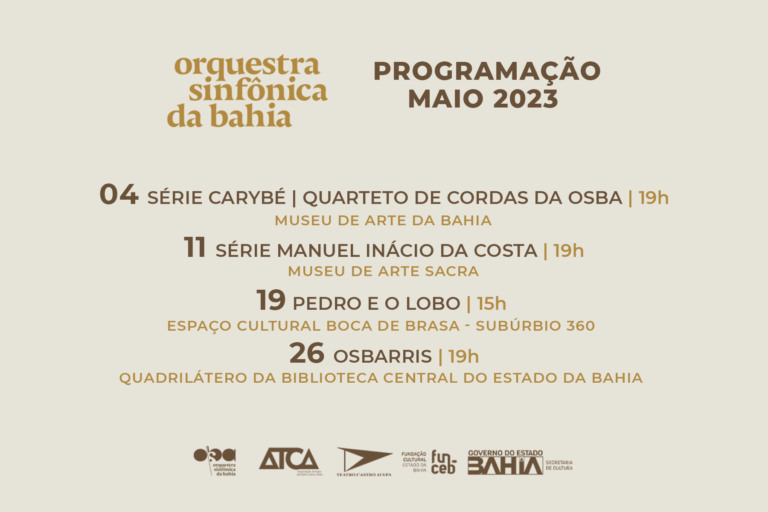 orquestra
sinfônica
da bahia
PROGRAMAÇÃO
MAIO 2023
04 SÉRIE CARYBÉ | QUARTETO DE CORDAS DA OSBA | 19h
MUSEU DE ARTE DA BAHIA
11 SÉRIE MANUEL INÁCIO DA COSTA | 19h
MUSEU DE ARTE SACRA
19 PEDRO E O LOBO | 15h
ESPAÇO CULTURAL BOCA DE BRASA - SUBÚRBIO 360
26 OSBARRIS | 19h
QUADRILÁTERO DA BIBLIOTECA CENTRAL DO ESTADO DA BAHIA
orquestra
sinfônica
da bahia
ATCA
TEATRO CASTRO ALVES
FUNDAÇÃO
CULTURAL
ESTADO DA
BAHIA
fun-
ceb
GOVERNO DO ESTADO
BAHIA
SECRETARIA
DE CULTURA